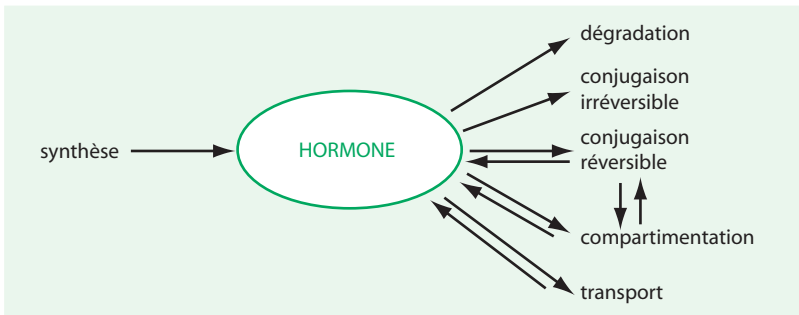 dégradation
conjugaison
irréversible
synthèse
HORMONE
conjugaison
réversible
compartimentation
transport